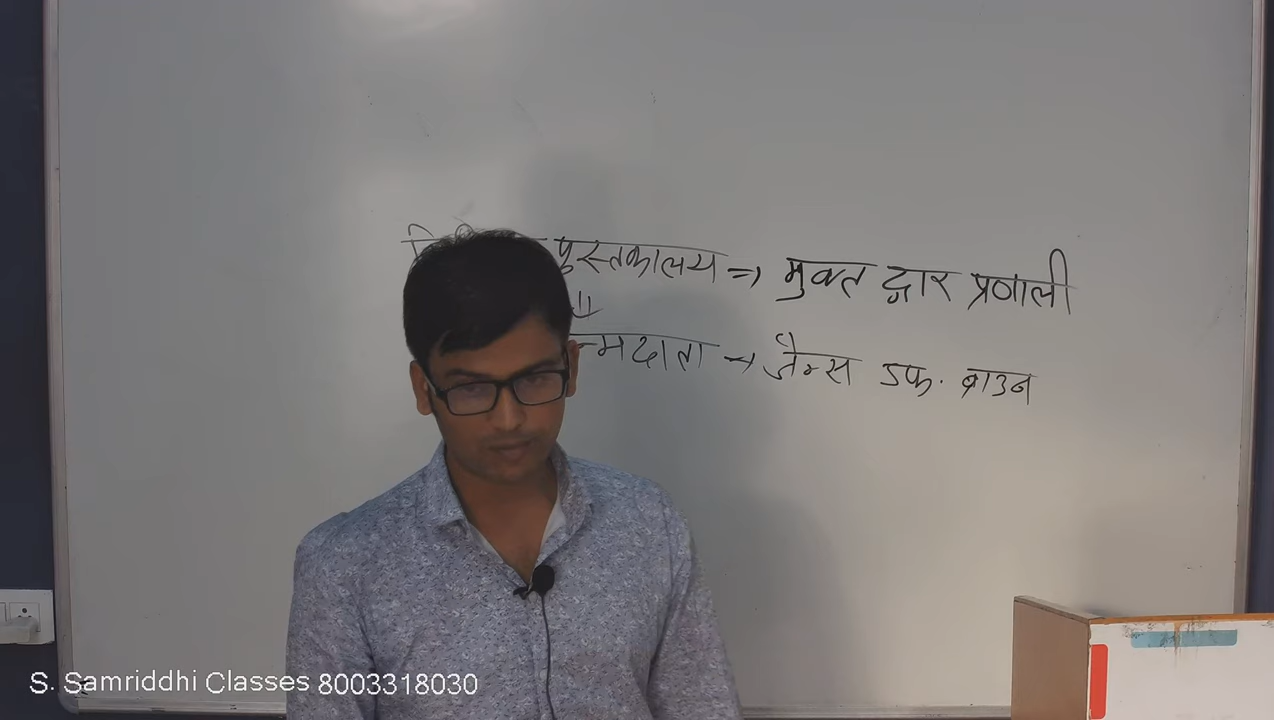 पुस्तकालय => मुक्त द्वार प्रणाली
न्मदाता → जेम्स डफ. ब्राउन
S. Samriddhi Classes 8003318030